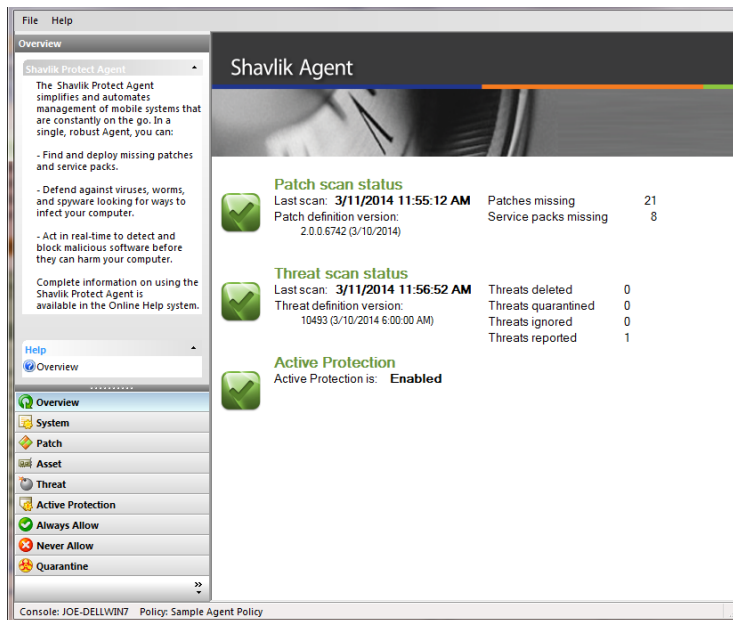 File Help
Overview
Shavlik Protect Agent
The Shavlik Protect Agent
simplifies and automates
management of mobile systems that
are constantly on the go. In a
single, robust Agent, you can:
- Find and deploy missing patches
and service packs.
- Defend against viruses, worms,
and spyware looking for ways to
infect your computer.
- Act in real-time to detect and
block malicious software before
they can harm your computer.
Complete information on using the
Shavlik Protect Agent is
available in the Online Help system.
Help
Overview
Overview
System
Patch
Asset
Threat
Active Protection
Always Allow
Never Allow
Quarantine
Shavlik Agent
Patch scan status
Last scan: 3/11/2014 11:55:12 AM Patches missing 21
Patch definition version: Service packs missing 8
2.0.0.6742 (3/10/2014)
Threat scan status
Last scan: 3/11/2014 11:56:52 AM Threats deleted 0
Threat definition version: Threats quarantined 0
10493 (3/10/2014 6:00:00 AM) Threats ignored 0
Threats reported 1
Active Protection
Active Protection is: Enabled
Console: JOE-DELLWIN7 Policy: Sample Agent Policy